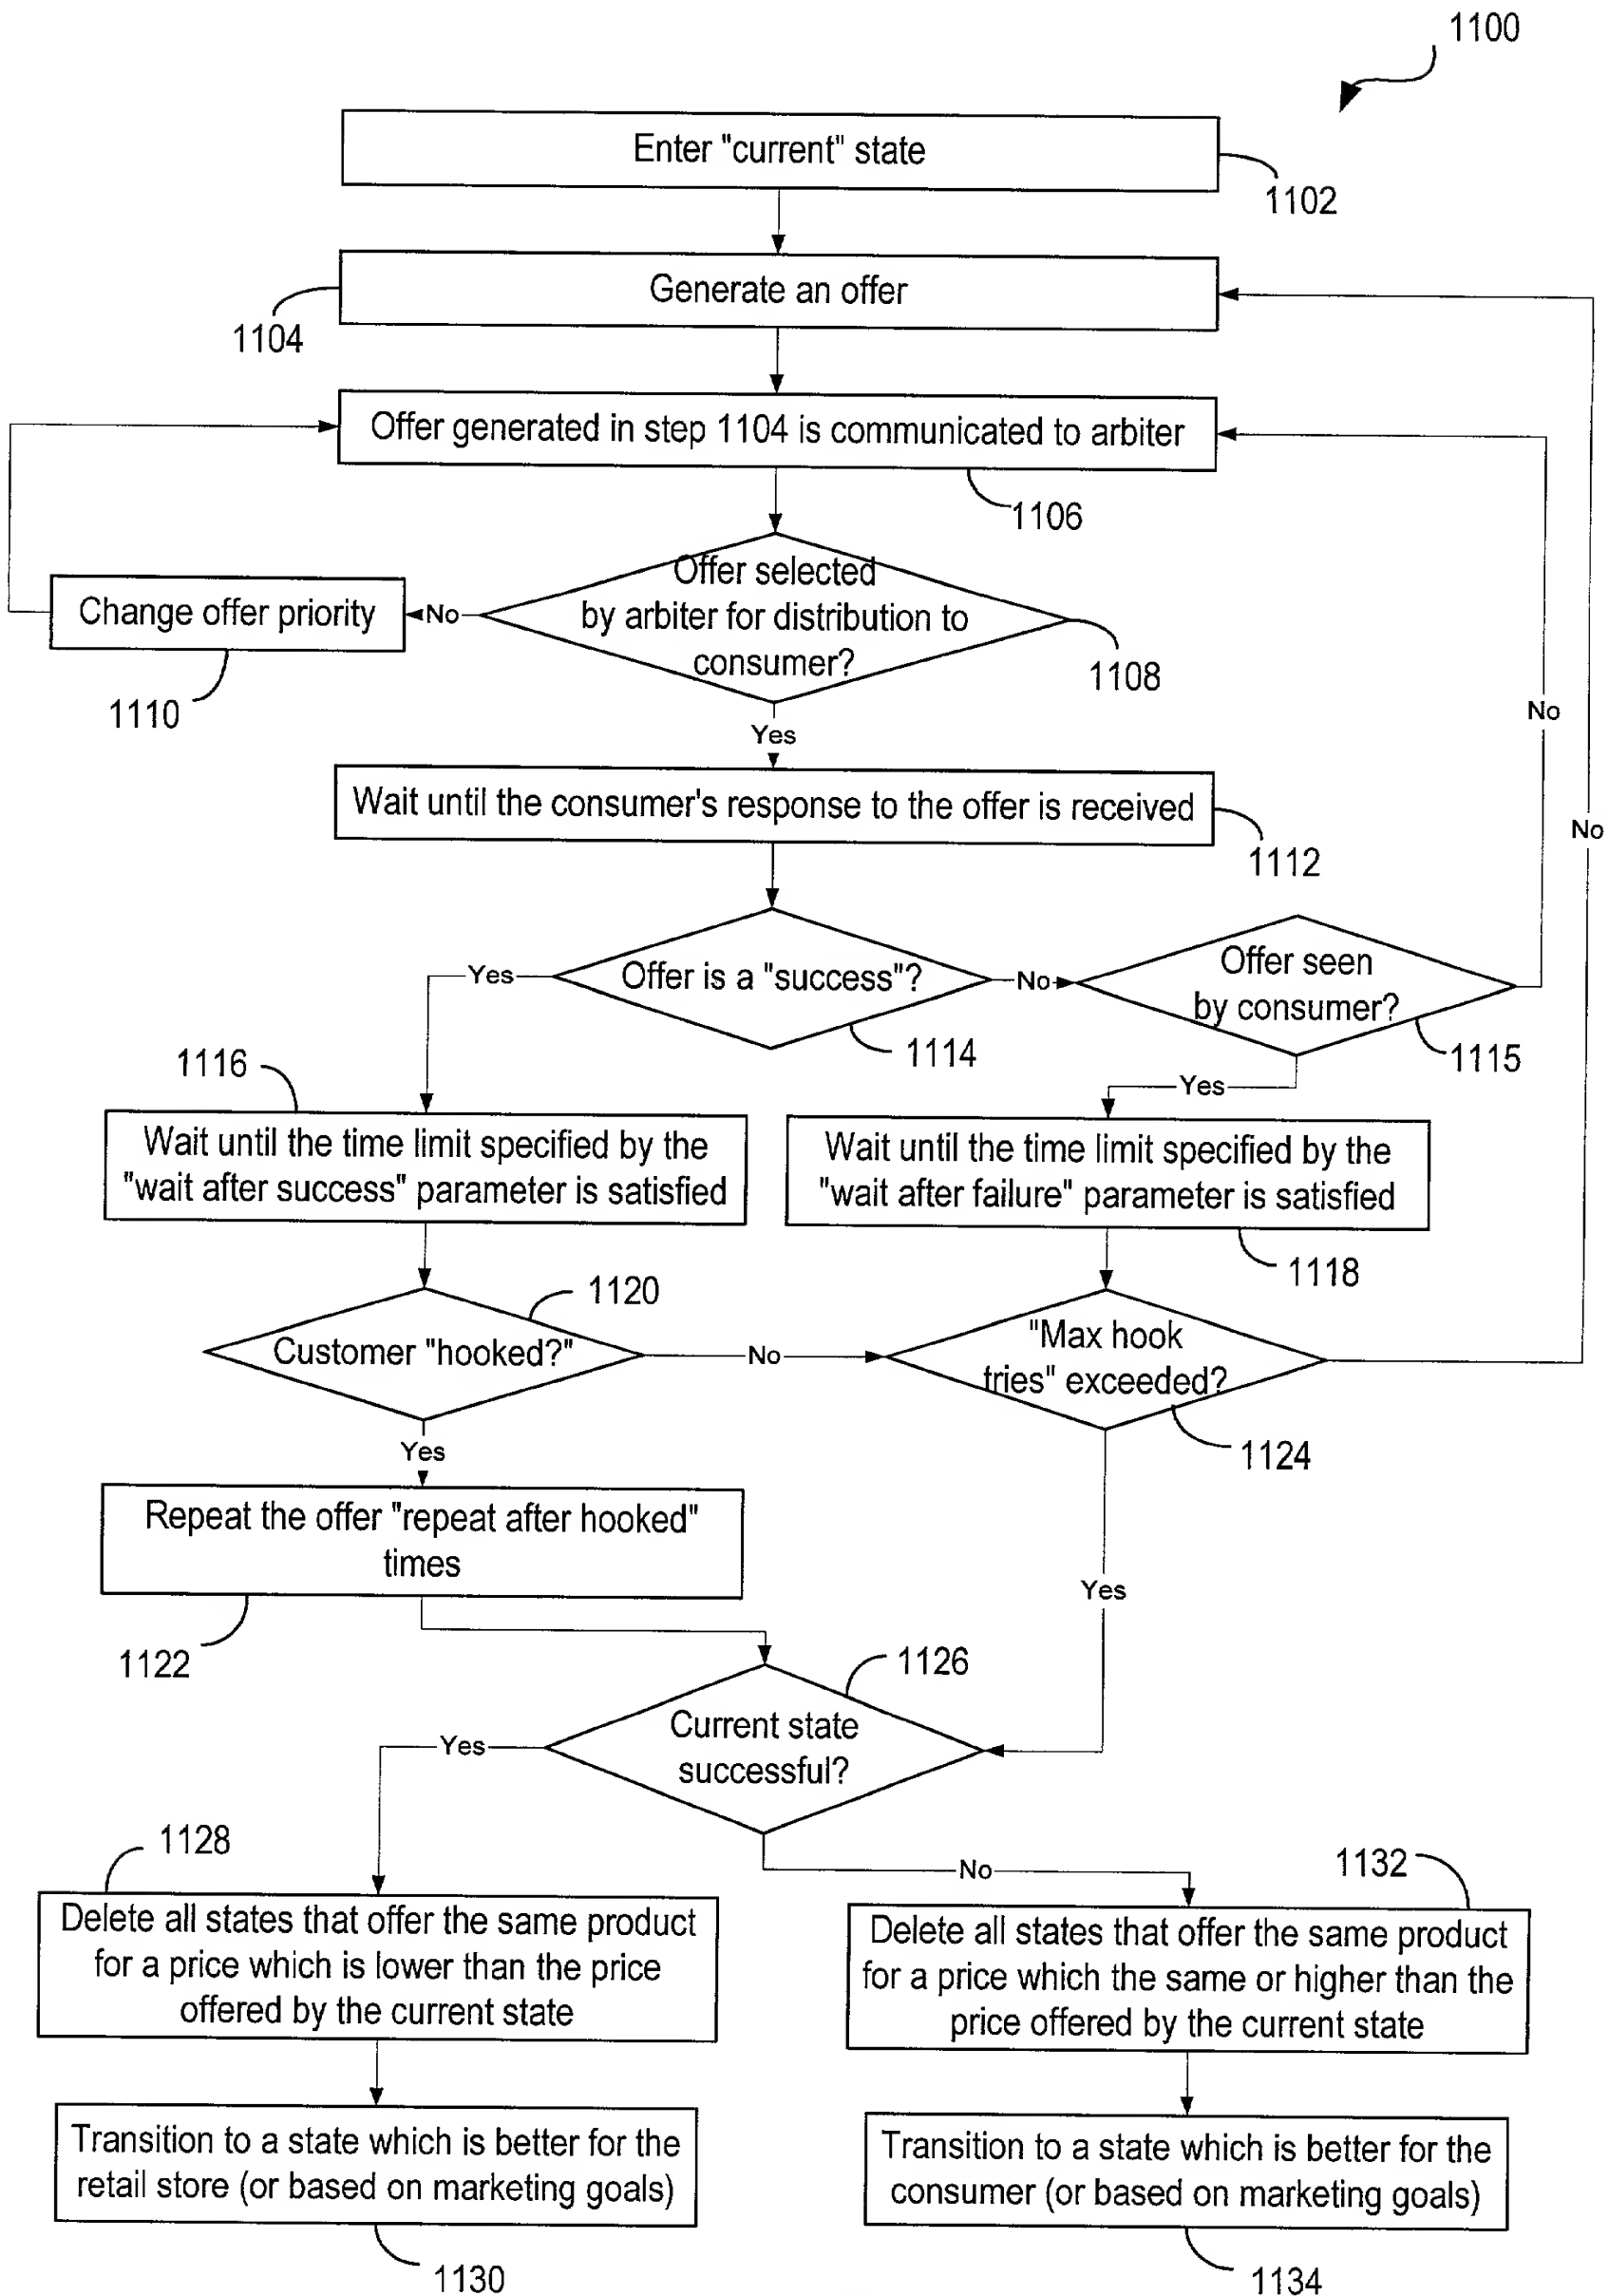 1100
Enter "current" state
1102
Generate an offer
1104
Offer generated in step 1104 is communicated to arbiter
1106
Offer selected
by arbiter for distribution to
consumer?
1108
No
Change offer priority
1110
Yes
Wait until the consumer's response to the offer is received
1112
No
No
Offer is a "success"?
1114
Yes
No
Offer seen
by consumer?
1115
Yes
1116
Wait until the time limit specified by the
"wait after success" parameter is satisfied
Wait until the time limit specified by the
"wait after failure" parameter is satisfied
1118
1120
Customer "hooked?"
No
"Max hook
tries" exceeded?
1124
Yes
Repeat the offer "repeat after hooked"
times
1122
Yes
1126
Current state
successful?
Yes
No
1128
Delete all states that offer the same product
for a price which is lower than the price
offered by the current state
1132
Delete all states that offer the same product
for a price which the same or higher than the
price offered by the current state
Transition to a state which is better for the
retail store (or based on marketing goals)
1130
Transition to a state which is better for the
consumer (or based on marketing goals)
1134